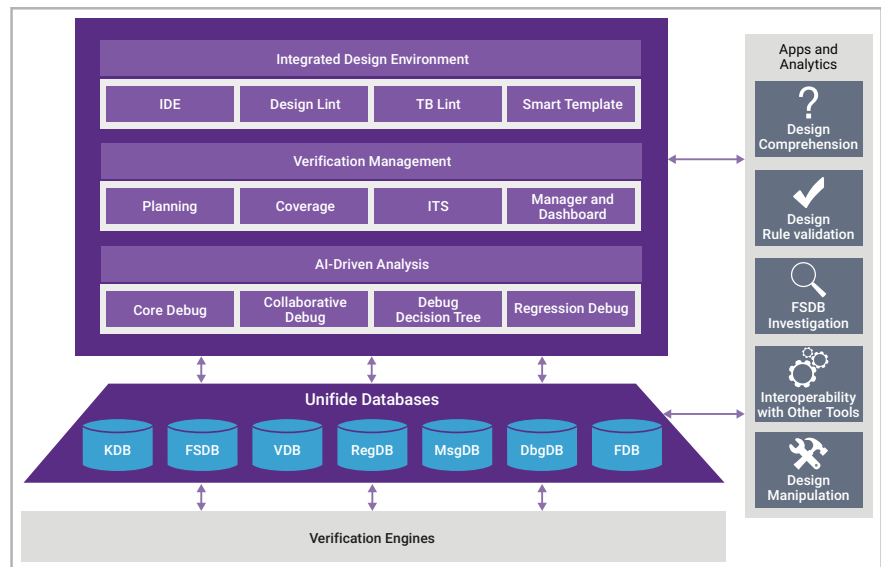 Integrated Design Environment
IDE
Design Lint
TB Lint
Smart Template
Verification Management
Planning
Coverage
ITS
Manager and
Dashboard
AI-Driven Analysis
Core Debug
Collaborative
Debug
Debug
Decision Tree
Regression Debug
Unifide Databases
KDB
FSDB
VDB
RegDB
MsgDB
DbgDB
FDB
Verification Engines
Apps and
Analytics
?
Design
Comprehension
Design
Rule validation
FSDB
Investigation
Interoperability
with Other Tools
Design
Manipulation